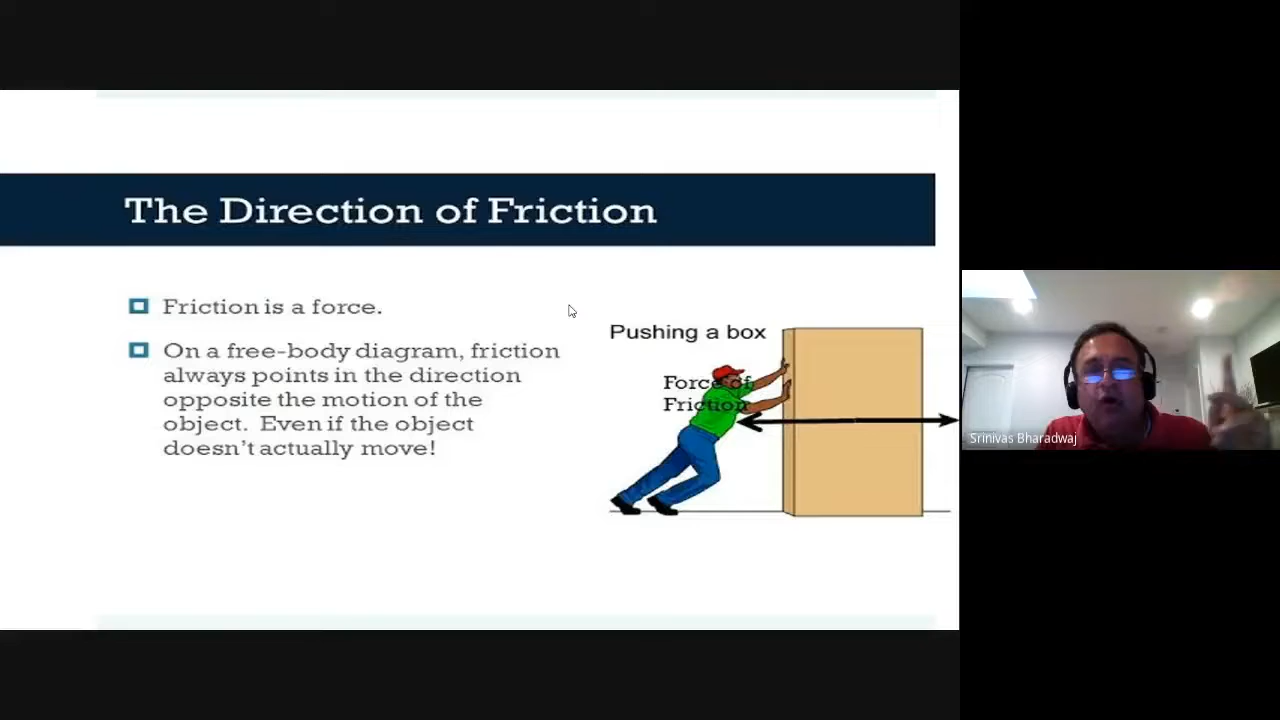 The Direction of Friction
Friction is a force.
On a free-body diagram, friction
always points in the direction
opposite the motion of the
object. Even if the object
doesn't actually move!
Pushing a box
Force of
Friction
Srinivas Bharadwaj